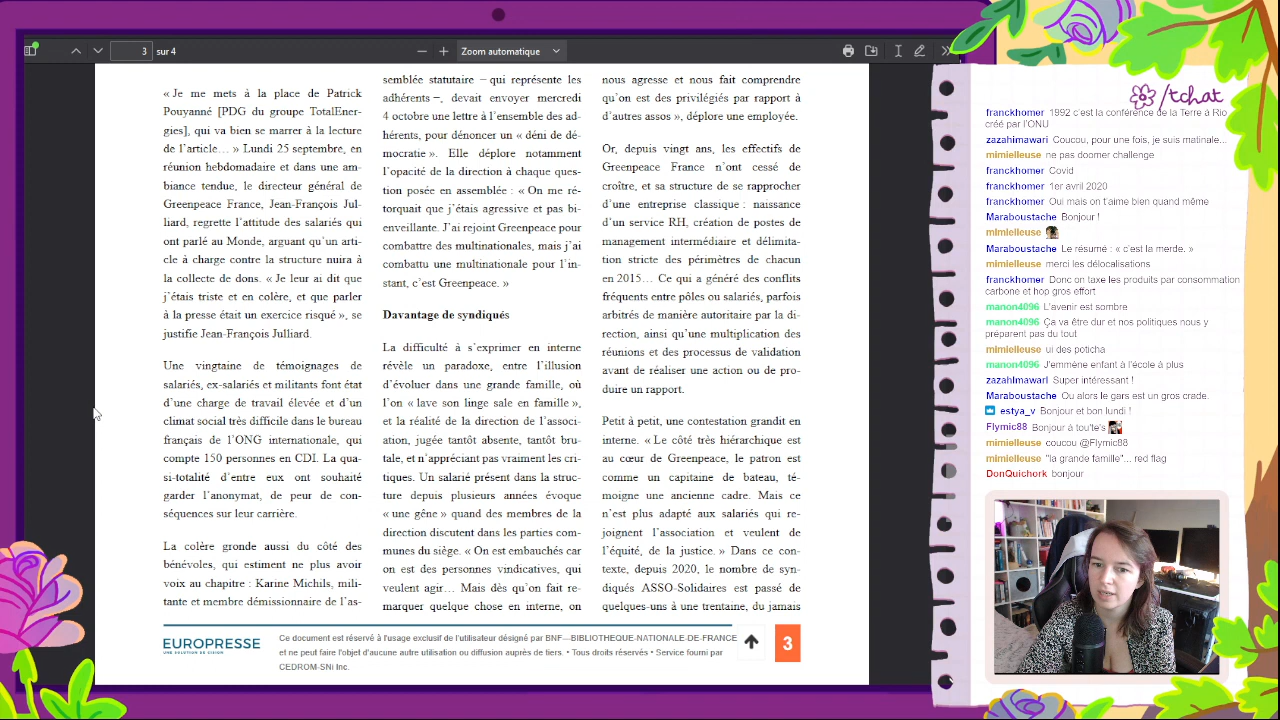 3 sur 4
Zoom automatique
« Je me mets à la place de Patrick
Pouyanné [PDG du groupe TotalEner-
gies], qui va bien se marrer à la lecture
de l'article… » Lundi 25 septembre, en
réunion hebdomadaire et dans une am-
biance tendue, le directeur général de
Greenpeace France, Jean-François Jul-
liard, regrette l'attitude des salariés qui
ont parlé au Monde, arguant qu'un arti-
cle à charge contre la structure nuira à
la collecte de dons. « Je leur ai dit que
j'étais triste et en colère, et que parler
à la presse était un exercice risqué », se
justifie Jean-François Julliard.
Une vingtaine de témoignages de
salariés, ex-salariés et militants font état
d'une charge de travail élevée et d'un
climat social très difficile dans le bureau
français de l'ONG internationale, qui
compte 150 personnes en CDI. La qua-
si-totalité d'entre eux ont souhaité
garder l'anonymat, de peur de con-
séquences sur leur carrière.
La colère gronde aussi du côté des
bénévoles, qui estiment ne plus avoir
voix au chapitre : Karine Michils, mili-
tante et membre démissionnaire de l'as-
semblée statutaire – qui représente les
adhérents –, devait envoyer mercredi
4 octobre une lettre à l'ensemble des ad-
hérents, pour dénoncer un « déni de dé-
mocratie ». Elle déplore notamment
l'opacité de la direction à chaque ques-
tion posée en assemblée : « On me ré-
torquait que j'étais agressive et pas bi-
enveillante. J'ai rejoint Greenpeace pour
combattre des multinationales, mais j'ai
combattu une multinationale pour l'in-
stant, c'est Greenpeace. »
Davantage de syndiqués
La difficulté à s'exprimer en interne
révèle un paradoxe, entre l'illusion
d'évoluer dans une grande famille, où
l'on « lave son linge sale en famille »,
et la réalité de la direction de l'associ-
ation, jugée tantôt absente, tantôt bru-
tale, et n'appréciant pas vraiment les cri-
tiques. Un salarié présent dans la struc-
ture depuis plusieurs années évoque
« une gêne » quand des membres de la
direction discutent dans les parties com-
munes du siège. « On est embauchés car
on est des personnes vindicatives, qui
veulent agir… Mais dès qu'on fait re-
marquer quelque chose en interne, on
nous agresse et nous fait comprendre
qu'on est des privilégiés par rapport à
d'autres assos », déplore une employée.
Or, depuis vingt ans, les effectifs de
Greenpeace France n'ont cessé de
croître, et sa structure de se rapprocher
d'une entreprise classique : naissance
d'un service RH, création de postes de
management intermédiaire et délimita-
tion stricte des périmètres de chacun
en 2015… Ce qui a généré des conflits
fréquents entre pôles ou salariés, parfois
arbitrés de manière autoritaire par la di-
rection, ainsi qu'une multiplication des
réunions et des processus de validation
avant de réaliser une action ou de pro-
duire un rapport.
Petit à petit, une contestation grandit en
interne. « Le côté très hiérarchique est
au cœur de Greenpeace, le patron est
comme un capitaine de bateau, té-
moigne une ancienne cadre. Mais ce
n'est plus adapté aux salariés qui re-
joignent l'association et veulent de
l'équité, de la justice. » Dans ce con-
texte, depuis 2020, le nombre de syn-
diqués ASSO-Solidaires est passé de
quelques-uns à une trentaine, du jamais
EUROPRESSE
UNE SOLUTION DE CISION
Ce document est réservé à l'usage exclusif de l'utilisateur désigné par BNF—BIBLIOTHEQUE-NATIONALE-DE-FRANCE
et ne peut faire l'objet d'aucune autre utilisation ou diffusion auprès de tiers. • Tous droits réservés • Service fourni par
CEDROM-SNi Inc.
3
/tchat
franckhomer 1992 c'est la conférence de la Terre à Rio
créé par l'ONU
zazahimawari Coucou, pour une fois, je suis matinale...
mimielleuse ne pas doomer challenge
franckhomer Covid
franckhomer 1er avril 2020
franckhomer Oui mais on t'aime bien quand même
Maraboustache Bonjour !
mimielleuse
Maraboustache Le résumé : « c'est la merde. »
mimielleuse merci les délocalisations
franckhomer Donc on taxe les produits par consommation
carbone et hop gros effort
manon4096 L'avenir est sombre
manon4096 Ça va être dur et nos politiques nous y
préparent pas du tout
mimielleuse ui des poticha
manon4096 J'emmène enfant à l'école à plus
zazahimawari Super intéressant !
Maraboustache Ou alors le gars est un gros crade.
estya_v Bonjour et bon lundi !
Flymic88 Bonjour à tou'te's
mimielleuse coucou @Flymic88
mimielleuse "la grande famille"... red flag
DonQuichork bonjour